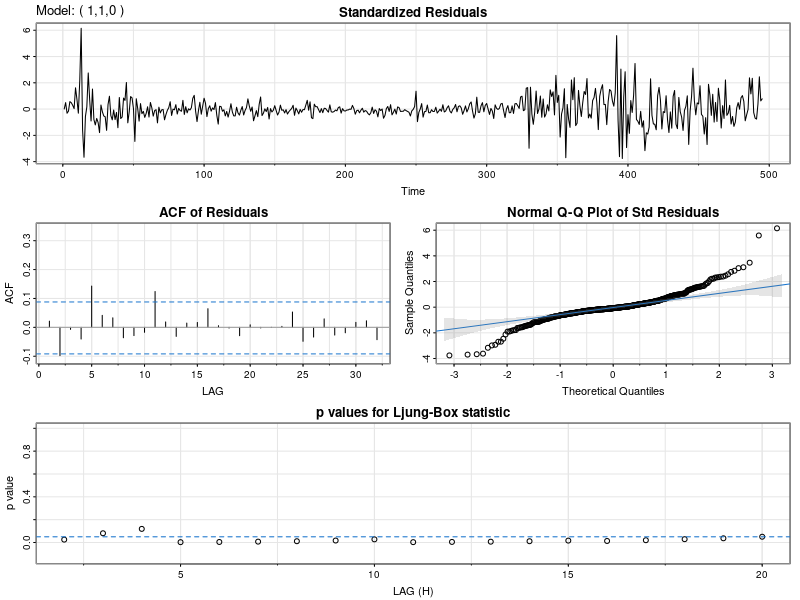 Model: ( 1,1,0 )
Standardized Residuals
6
4
2
0
-2
-4
0 100 200 300 400 500
Time
ACF of Residuals
ACF
0.3
0.2
0.1
0.0
-0.1
0 5 10 15 20 25 30
LAG
Normal Q-Q Plot of Std Residuals
Sample Quantiles
6
4
2
0
-2
-4
-3 -2 -1 0 1 2 3
Theoretical Quantiles
p values for Ljung-Box statistic
p value
0.8
0.4
0.0
5 10 15 20
LAG (H)